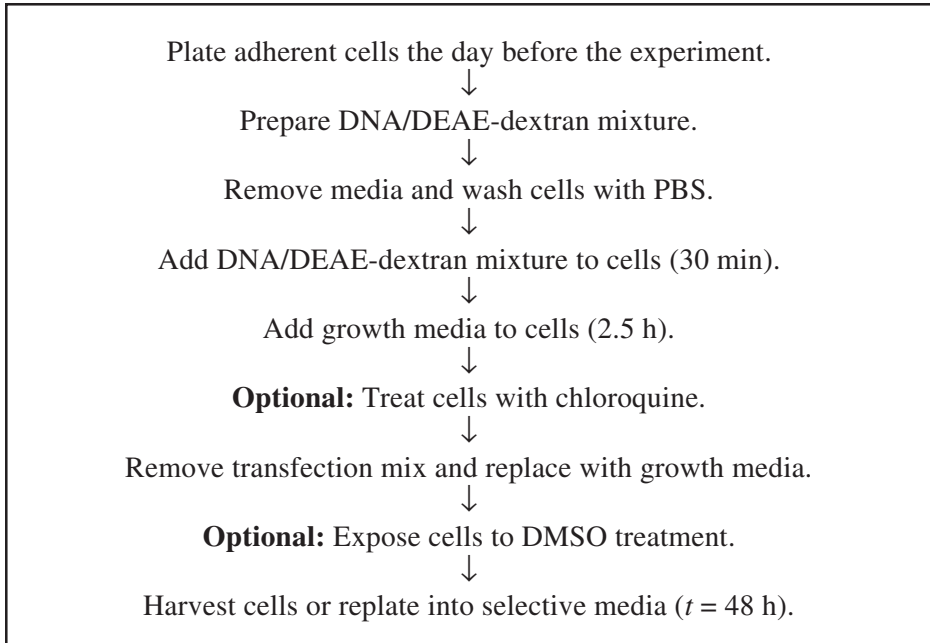 Plate adherent cells the day before the experiment.
↓
Prepare DNA/DEAE-dextran mixture.
↓
Remove media and wash cells with PBS.
↓
Add DNA/DEAE-dextran mixture to cells (30 min).
↓
Add growth media to cells (2.5 h).
↓
Optional: Treat cells with chloroquine.
↓
Remove transfection mix and replace with growth media.
↓
Optional: Expose cells to DMSO treatment.
↓
Harvest cells or replate into selective media (t = 48 h).